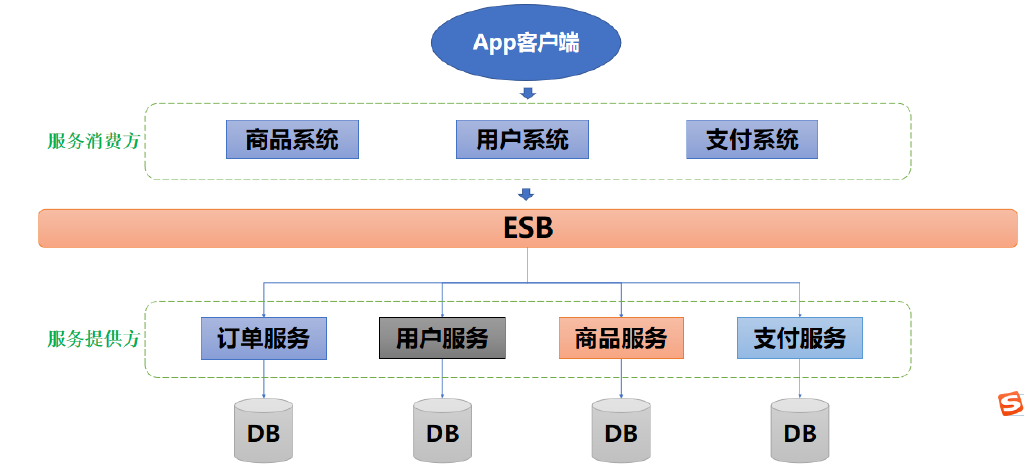 App客户端
服务消费方
商品系统
用户系统
支付系统
ESB
服务提供方
订单服务
用户服务
商品服务
支付服务
DB
DB
DB
DB